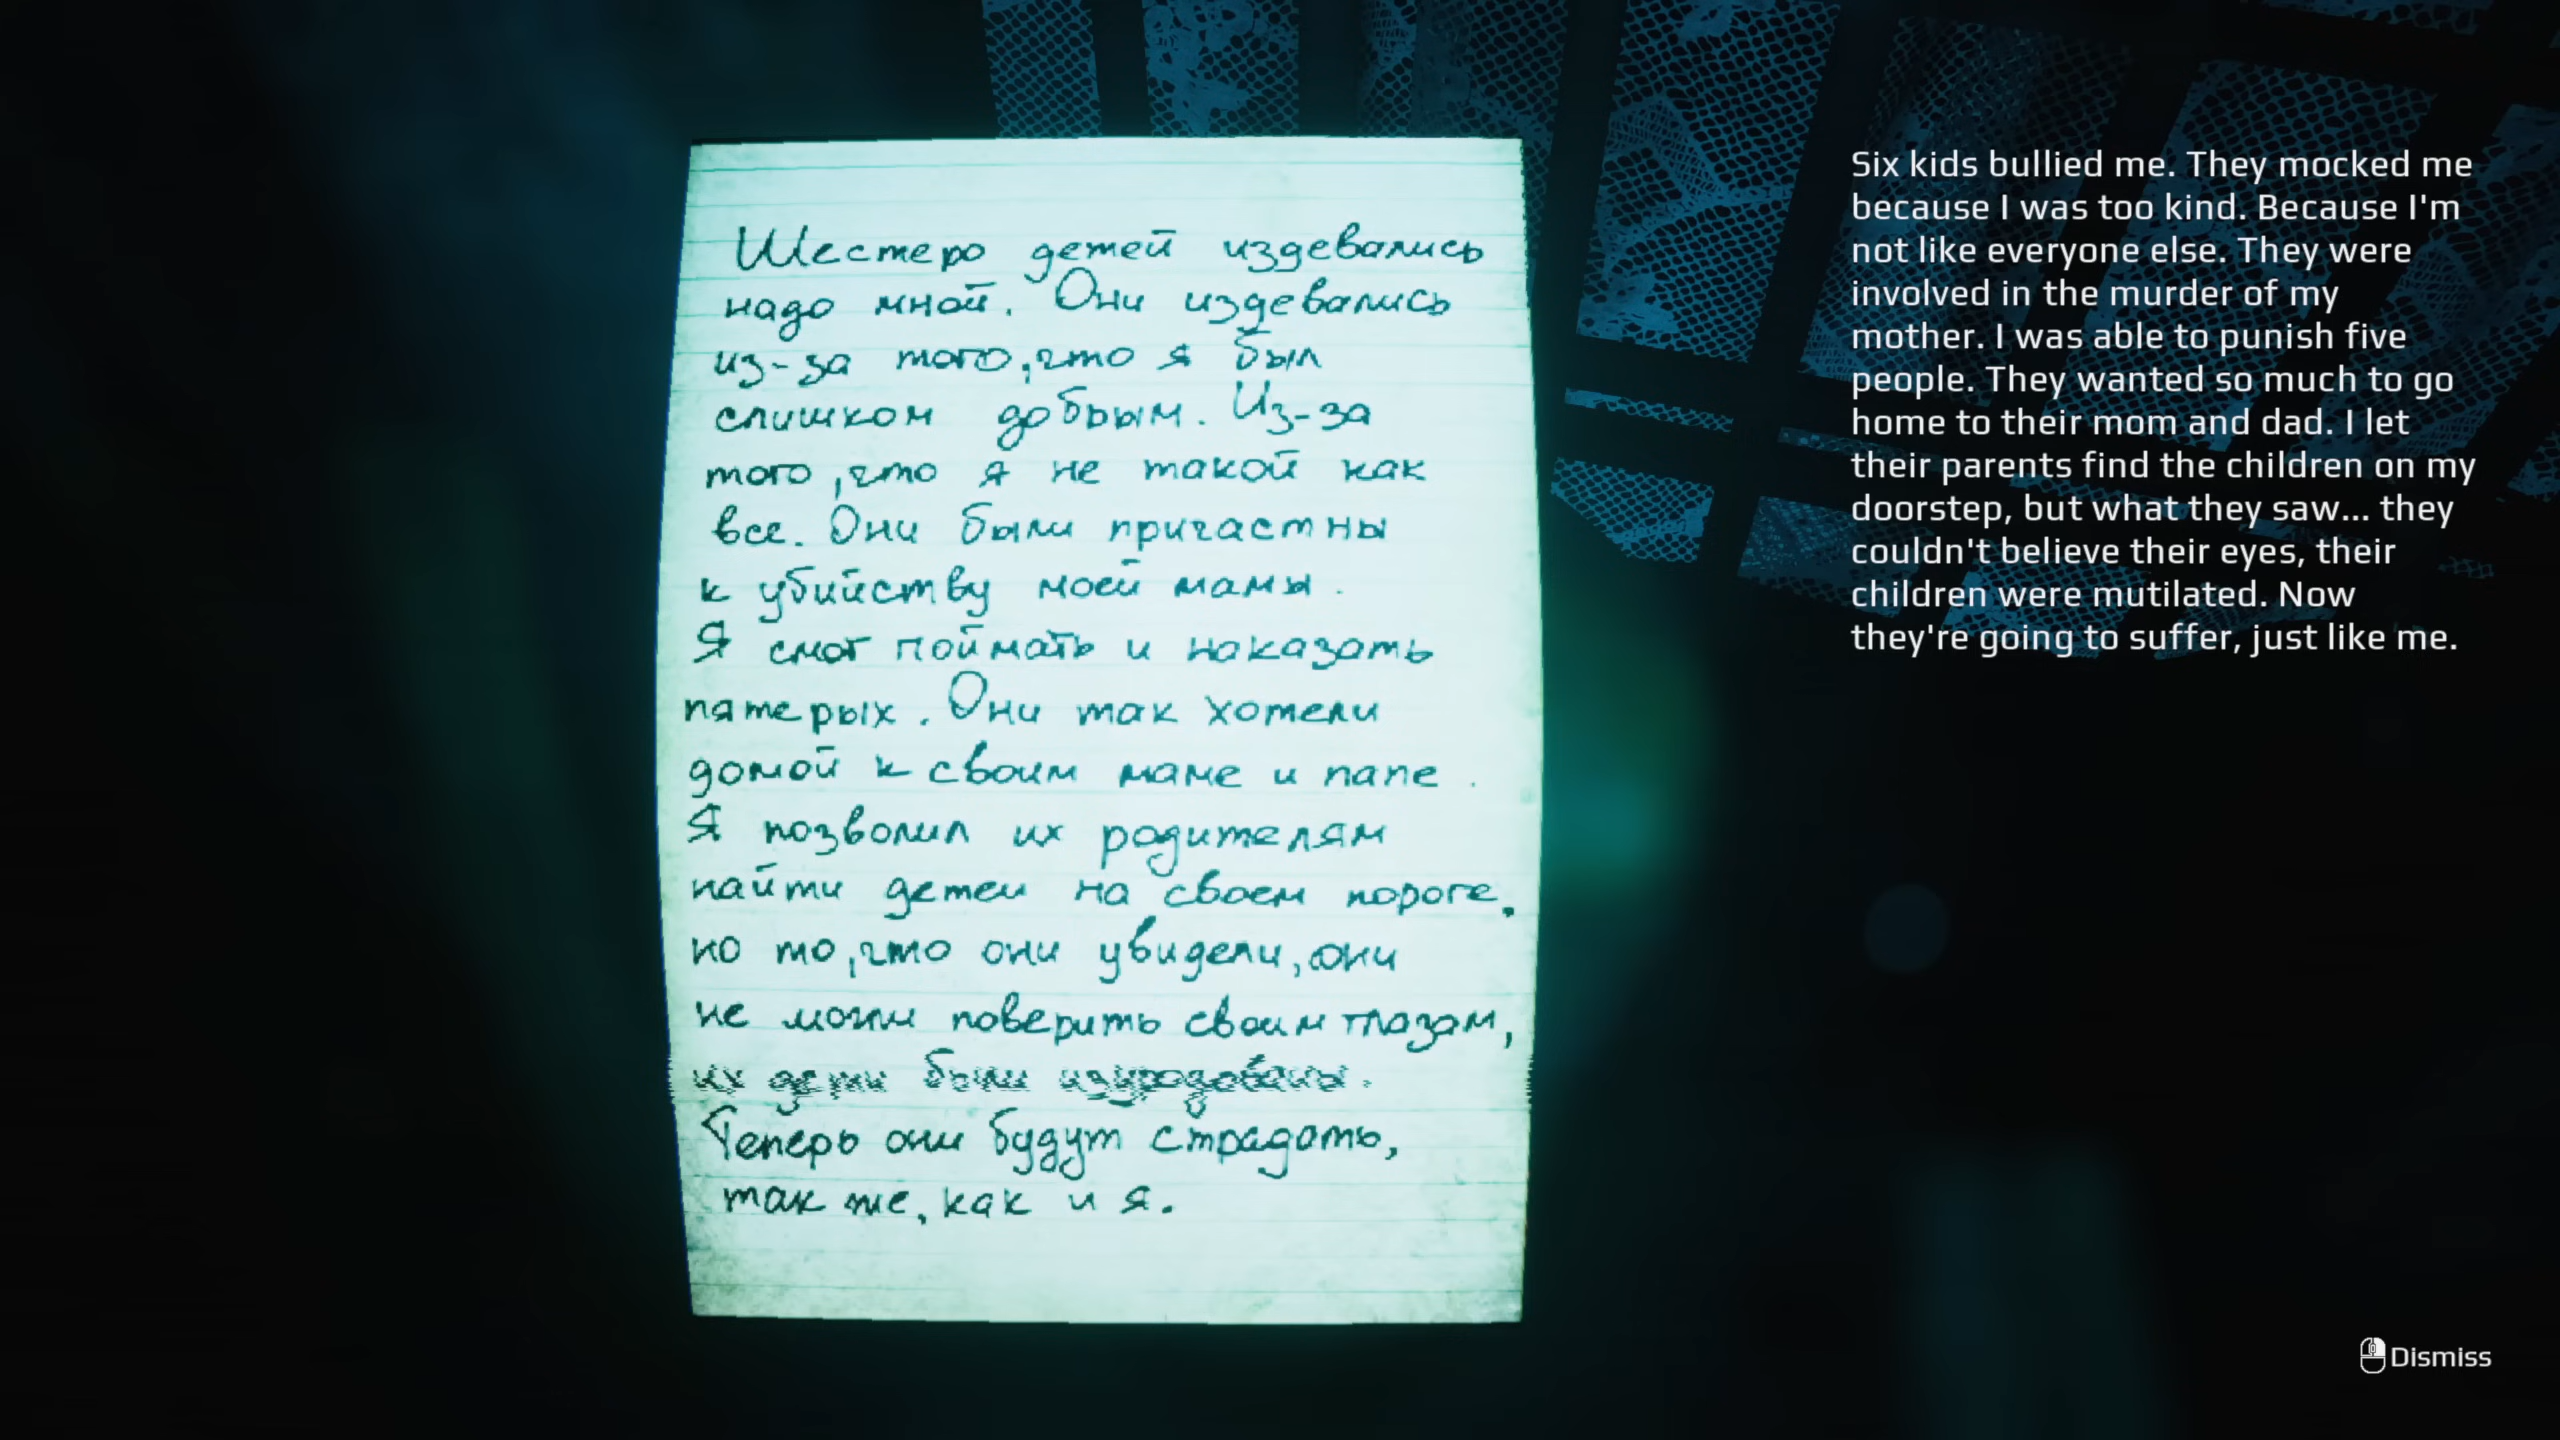 Шестеро детей издевались
надо мной. Они издевались
из-за того, что я был
слишком добрым. Из-за
того, что я не такой как
все. Они были причастны
к убийству моей мамы.
Я смог поймать и наказать
пятерых. Они так хотели
домой к своим маме и папе.
Я позволил их родителям
найти детей на своем пороге,
но то, что они увидели, они
не могли поверить своим глазам,
их дети были изуродованы.
Теперь они будут страдать,
так же, как и я.
Six kids bullied me. They mocked me
because I was too kind. Because I'm
not like everyone else. They were
involved in the murder of my
mother. I was able to punish five
people. They wanted so much to go
home to their mom and dad. I let
their parents find the children on my
doorstep, but what they saw... they
couldn't believe their eyes, their
children were mutilated. Now
they're going to suffer, just like me.
Dismiss